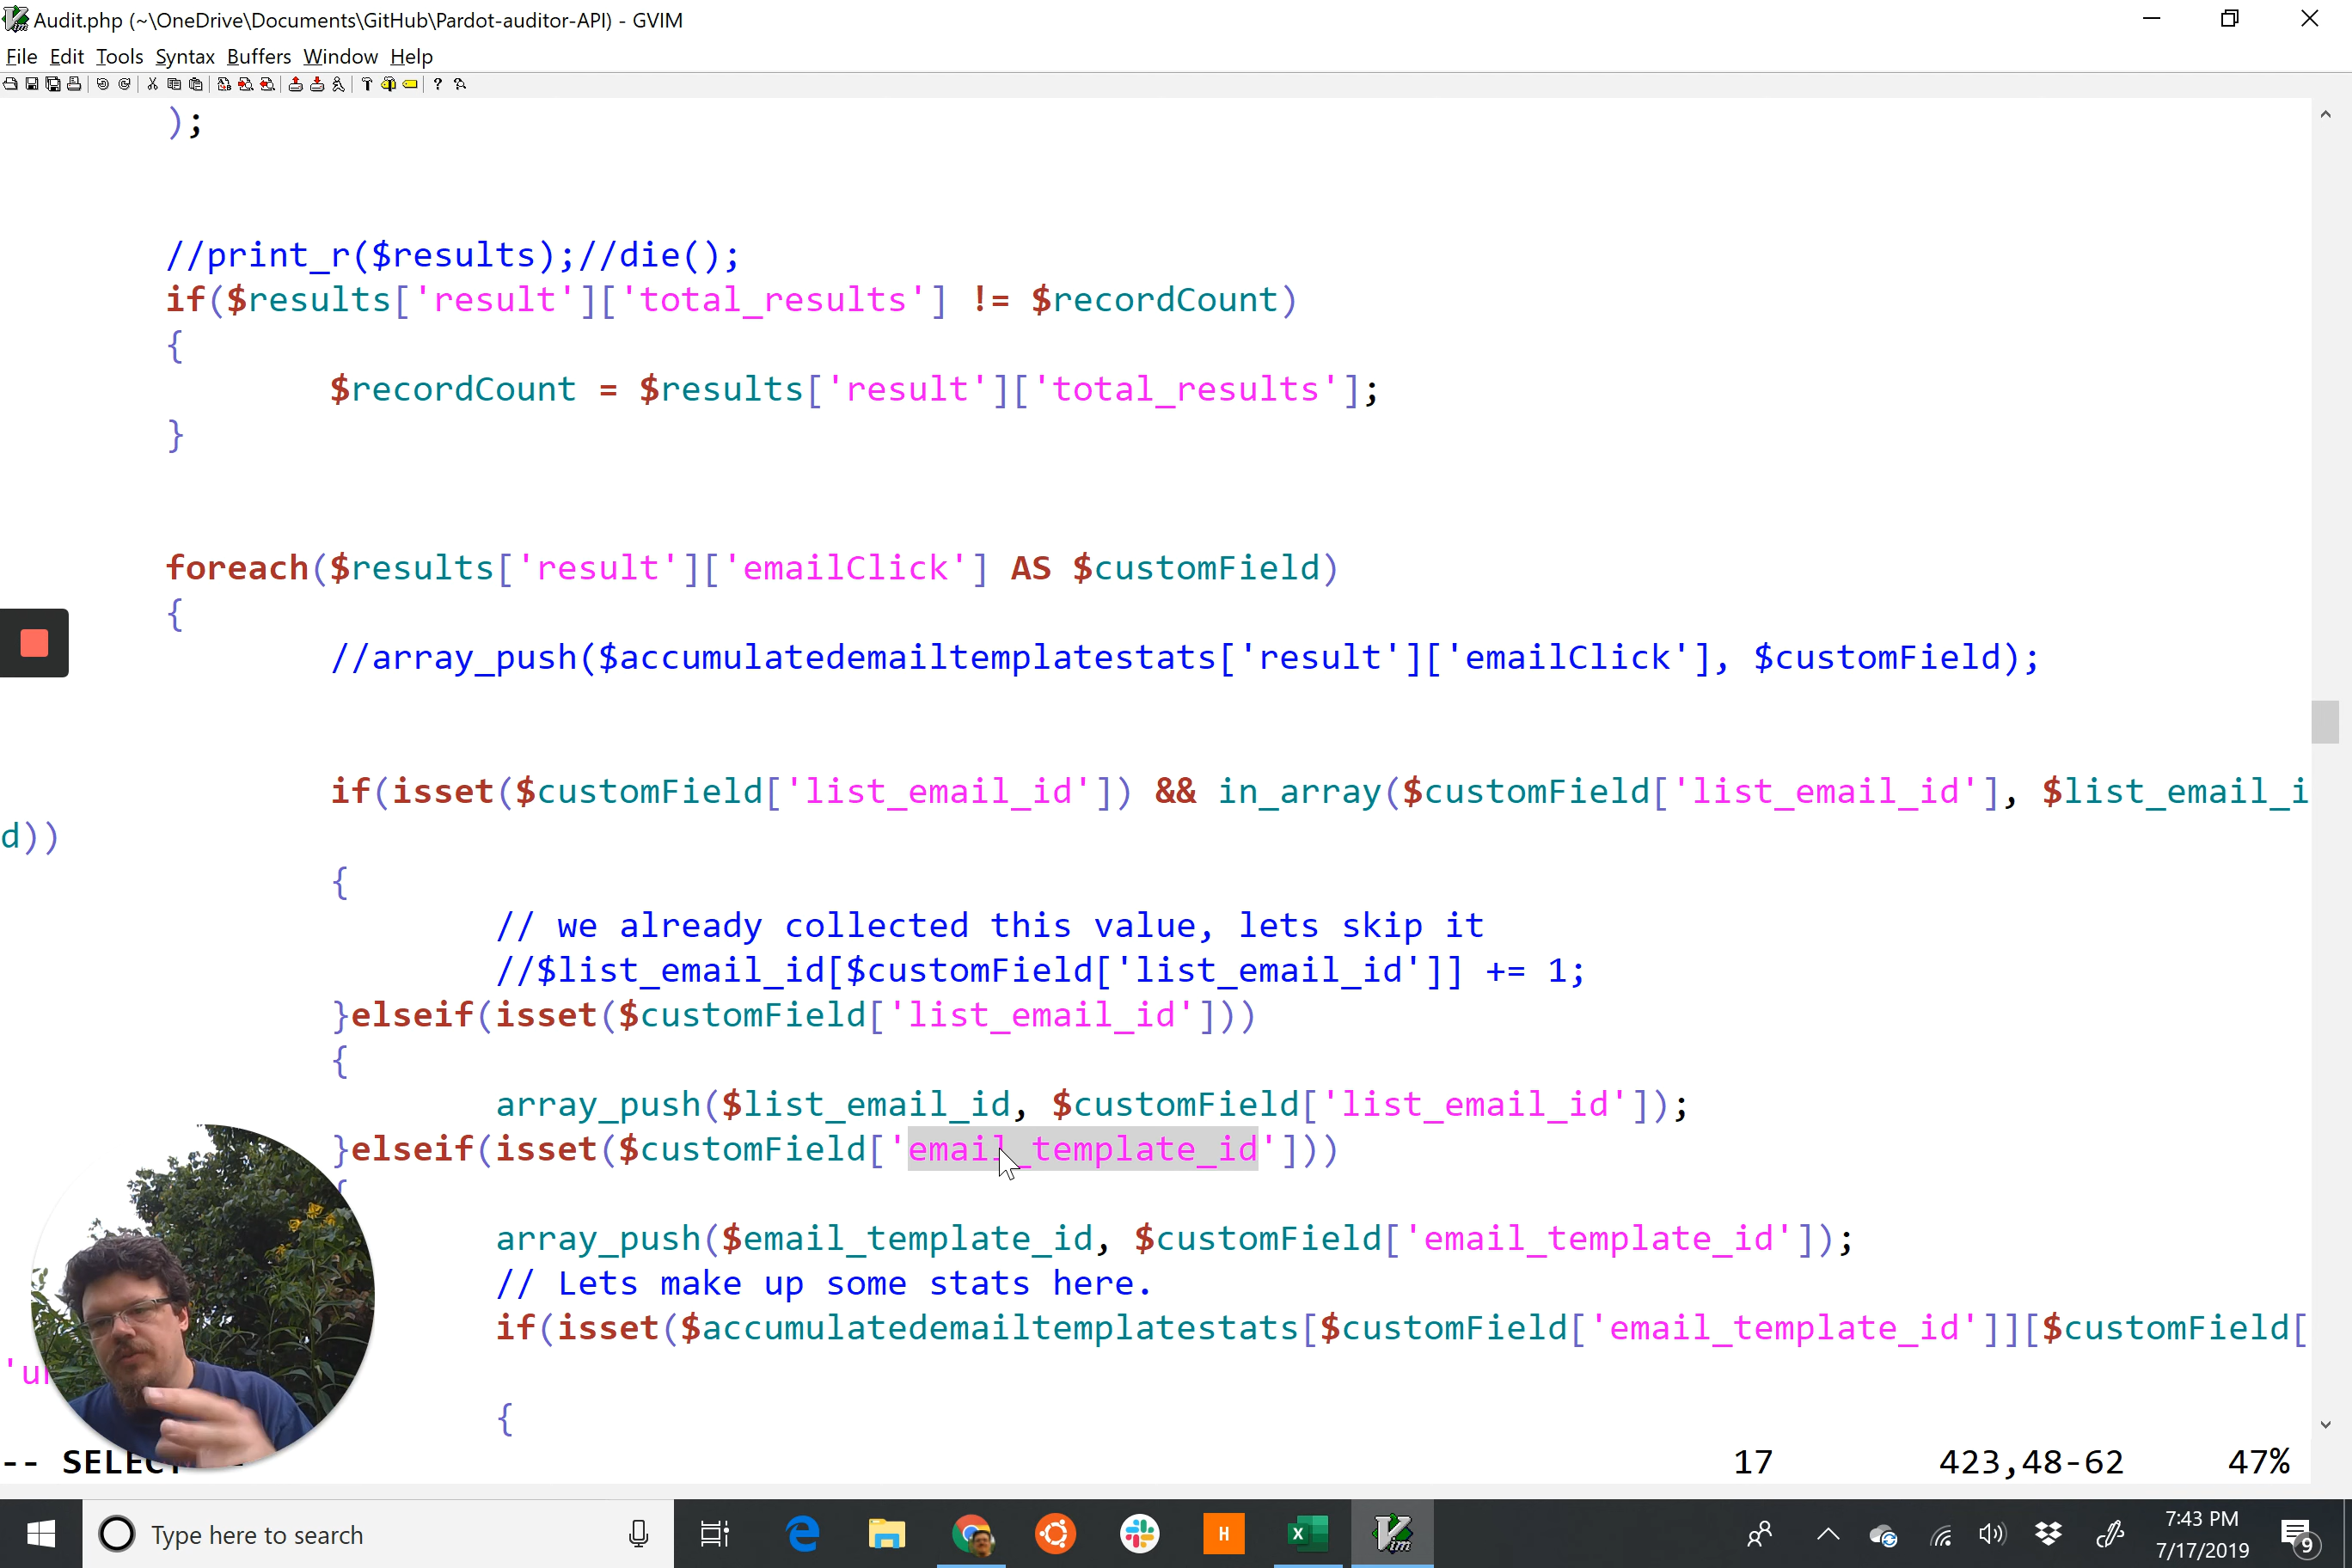 Audit.php (~\OneDrive\Documents\GitHub\Pardot-auditor-API) - GVIM
File Edit Tools Syntax Buffers Window Help
);
//print_r($results);//die();
if($results['result']['total_results'] != $recordCount)
{
$recordCount = $results['result']['total_results'];
}
foreach($results['result']['emailClick'] AS $customField)
{
//array_push($accumulatedemailtemplatestats['result']['emailClick'], $customField);
if(isset($customField['list_email_id']) && in_array($customField['list_email_id'], $list_email_i
d))
{
// we already collected this value, lets skip it
//$list_email_id[$customField['list_email_id']] += 1;
}elseif(isset($customField['list_email_id']))
{
array_push($list_email_id, $customField['list_email_id']);
}elseif(isset($customField['email_template_id']))
{
array_push($email_template_id, $customField['email_template_id']);
// Lets make up some stats here.
if(isset($accumulatedemailtemplatestats[$customField['email_template_id']][$customField[
{
-- SELECT -- 17 423,48-62 47%
Type here to search
H
7:43 PM
7/17/2019
9